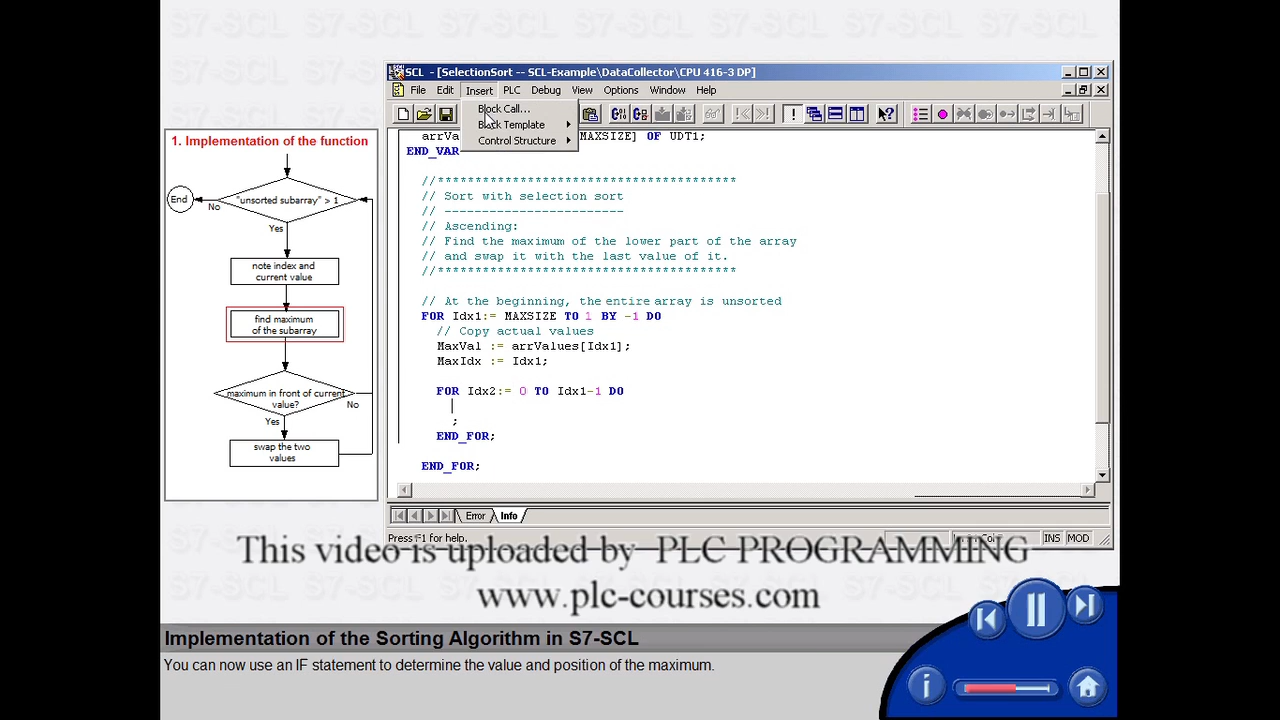 1. Implementation of the function
End
"unsorted subarray" > 1
No
Yes
note index and
current value
find maximum
of the subarray
maximum in front of current
value?
No
Yes
swap the two
values
SCL - [SelectionSort -- SCL-Example\DataCollector\CPU 416-3 DP]
File Edit Insert PLC Debug View Options Window Help
Block Call...
Block Template
Control Structure
MAXSIZE] OF UDT1;
END_VAR
//****************************************
// Sort with selection sort
// ------------------------
// Ascending:
// Find the maximum of the lower part of the array
// and swap it with the last value of it.
//****************************************
// At the beginning, the entire array is unsorted
FOR Idx1:= MAXSIZE TO 1 BY -1 DO
// Copy actual values
MaxVal := arrValues[Idx1];
MaxIdx := Idx1;
FOR Idx2:= 0 TO Idx1-1 DO
;
END_FOR;
END_FOR;
Error Info
Press F1 for help.
INS MOD
This video is uploaded by PLC PROGRAMMING
www.plc-courses.com
Implementation of the Sorting Algorithm in S7-SCL
You can now use an IF statement to determine the value and position of the maximum.